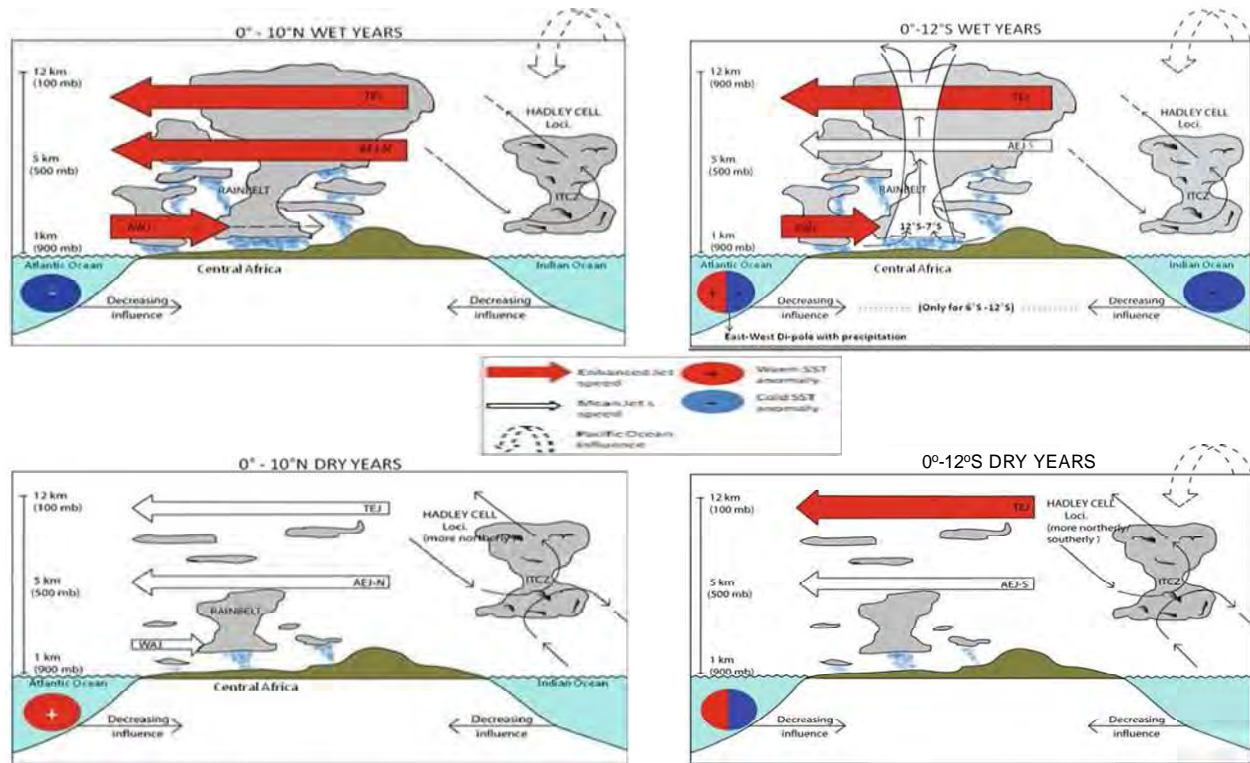 0° - 10°N WET YEARS
12 km
(100 mb)
TEJ
HADLEY CELL
Loci.
5 km
(500 mb)
AEJ-N
RAINBELT
ITCZ
AWJ
1km
(900 mb)
Atlantic Ocean
Central Africa
Indian Ocean
-
Decreasing
influence
Decreasing
influence
0°-12°S WET YEARS
12 km
(900 mb)
TEJ
HADLEY CELL
Loci.
5 km
(500 mb)
AEJ-S
RAINBELT
ITCZ
12°S-7°S
1 km
(900 mb)
Atlantic Ocean
Central Africa
Indian Ocean
+
-
-
Decreasing
influence
(Only for 6°S -12°S)
Decreasing
influence
East-West Di-pole with precipitation
Enhanced Jet
speed
+
Warm SST
anomally
Mean Jet s
speed
-
Cold SST
anomally
Pacific Ocean
influence
0° - 10°N DRY YEARS
12 km
(100 mb)
TEJ
HADLEY CELL
Loci.
(more northerly)
5 km
(500 mb)
AEJ-N
ITCZ
RAINBELT
WAJ
1 km
(900 mb)
Atlantic Ocean
Central Africa
Indian Ocean
+
Decreasing
influence
Decreasing
influence
0º-12ºS DRY YEARS
12 km
(100 mb)
TEJ
HADLEY CELL
Loci.
(more northerly/
southerly )
5 km
(500 mb)
AEJ-S
ITCZ
1 km
(900 mb)
Decreasing
influence
Decreasing
influence